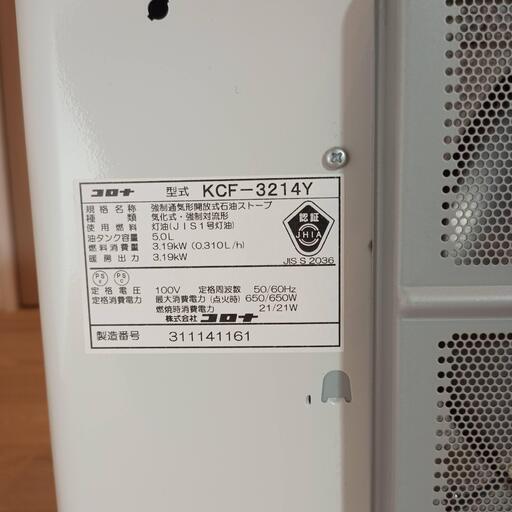 コロナ 型式 KCF-3214Y
規格名称 強制通気形開放式石油ストーブ
種類 気化式・強制対流形
使用燃料 灯油(JIS1号灯油)
油タンク容量 5.0L
燃料消費量 3.19kW (0.310L/h)
暖房出力 3.19kW
認証
JHIA
JIS S 2036
PSC PSE
定格電圧 100V 定格周波数 50/60Hz
定格消費電力 最大消費電力 (点火時) 650/650W
燃焼時消費電力 21/21W
株式会社 コロナ
製造番号 311141161